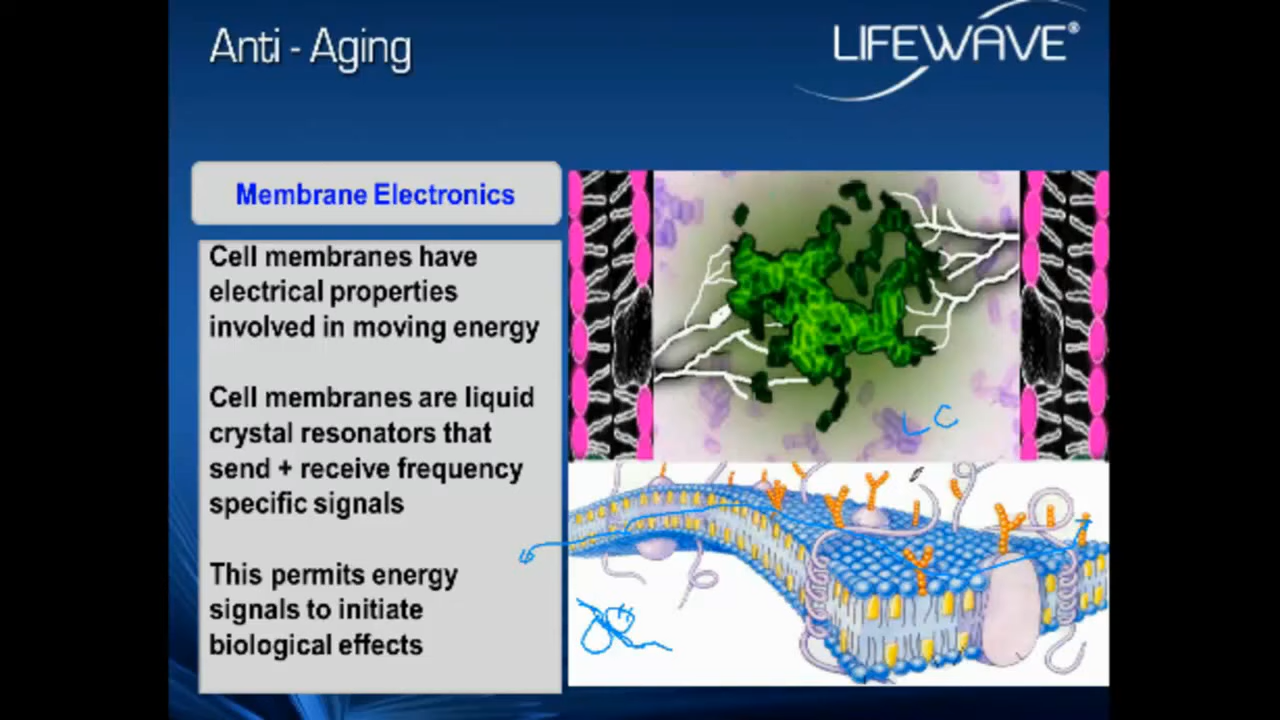 Anti - Aging
LIFEWAVE®
Membrane Electronics
Cell membranes have
electrical properties
involved in moving energy
Cell membranes are liquid
crystal resonators that
send + receive frequency
specific signals
This permits energy
signals to initiate
biological effects
LC